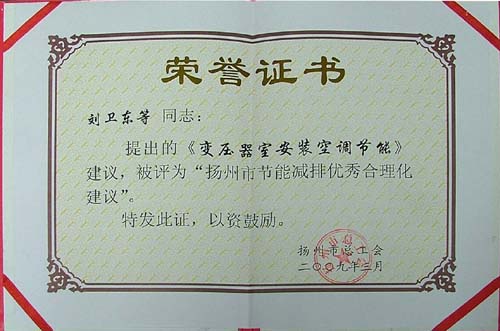 荣誉证书
刘卫东等 同志：
提出的《变压器室安装空调节能》
建议，被评为“扬州市节能减排优秀合理化
建议”。
特发此证，以资鼓励。
扬州市总工会
二〇〇九年三月